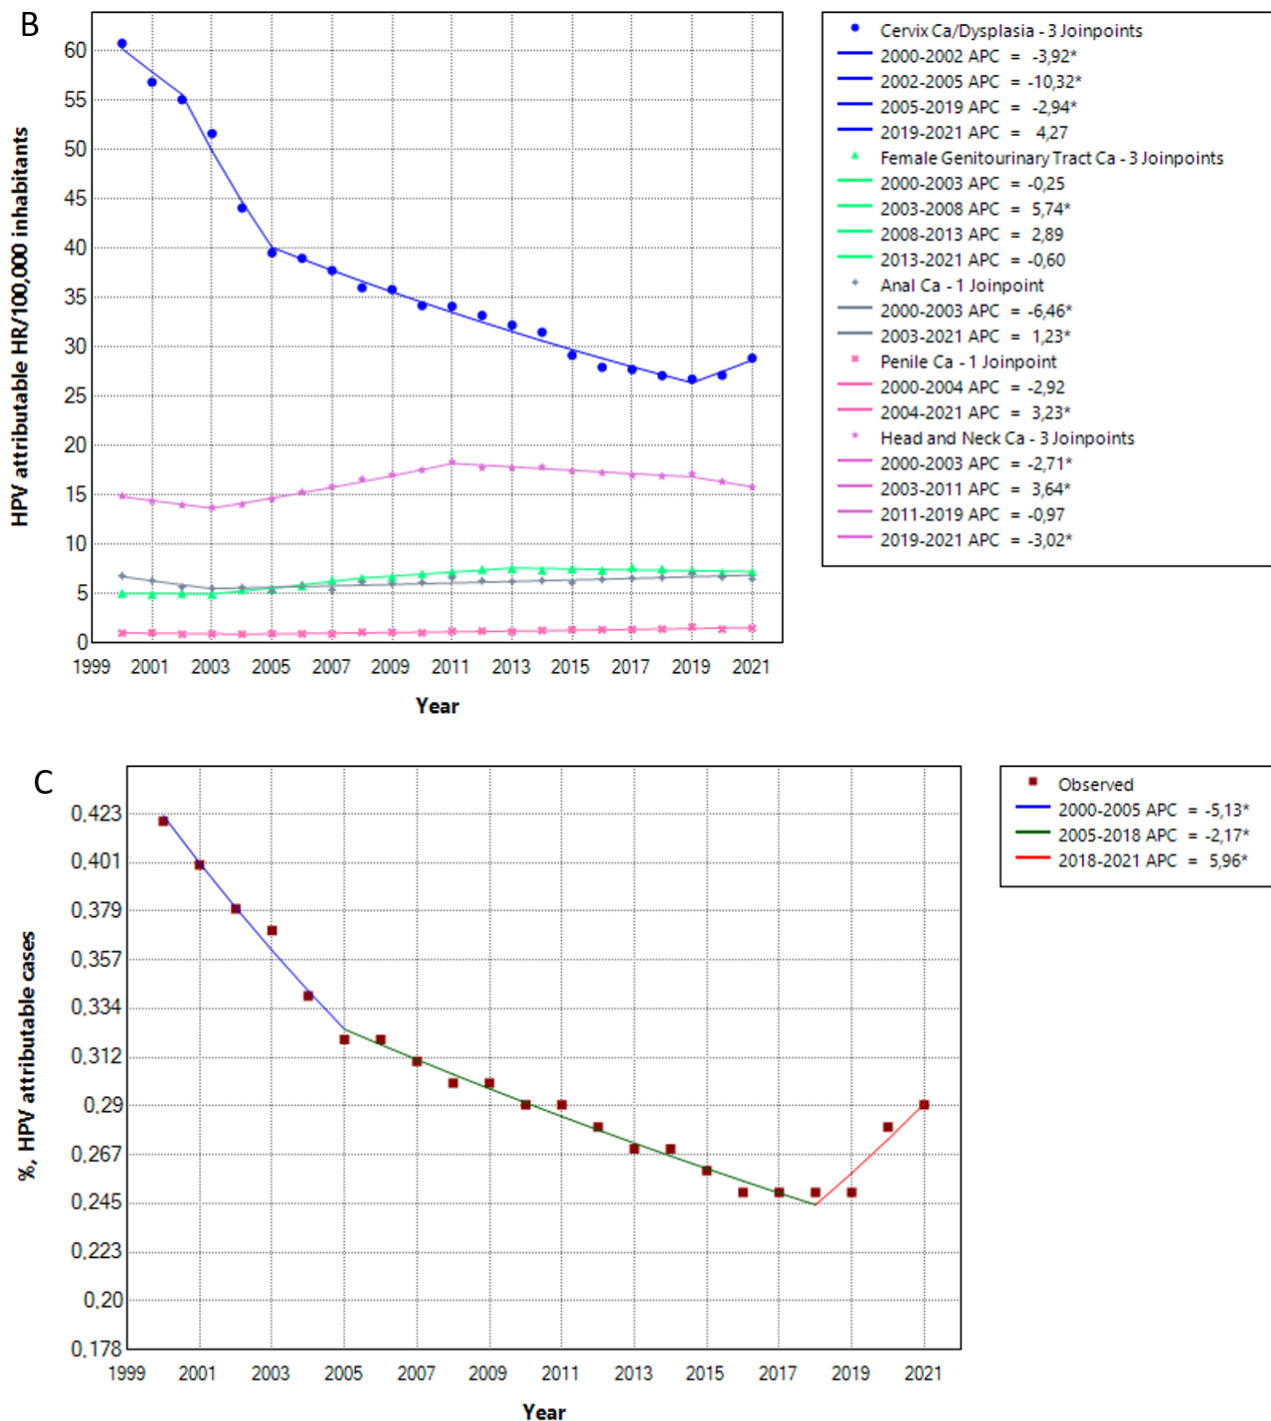 B
HPV attributable HR/100,000 inhabitants
60
55
50
45
40
35
30
25
20
15
10
5
0
1999 2001 2003 2005 2007 2009 2011 2013 2015 2017 2019 2021
Year
Cervix Ca/Dysplasia - 3 Joinpoints
2000-2002 APC = -3,92*
2002-2005 APC = -10,32*
2005-2019 APC = -2,94*
2019-2021 APC = 4,27
Female Genitourinary Tract Ca - 3 Joinpoints
2000-2003 APC = -0,25
2003-2008 APC = 5,74*
2008-2013 APC = 2,89
2013-2021 APC = -0,60
Anal Ca - 1 Joinpoint
2000-2003 APC = -6,46*
2003-2021 APC = 1,23*
Penile Ca - 1 Joinpoint
2000-2004 APC = -2,92
2004-2021 APC = 3,23*
Head and Neck Ca - 3 Joinpoints
2000-2003 APC = -2,71*
2003-2011 APC = 3,64*
2011-2019 APC = -0,97
2019-2021 APC = -3,02*
C
%, HPV attributable cases
0,423
0,401
0,379
0,357
0,334
0,312
0,29
0,267
0,245
0,223
0,20
0,178
1999 2001 2003 2005 2007 2009 2011 2013 2015 2017 2019 2021
Year
Observed
2000-2005 APC = -5,13*
2005-2018 APC = -2,17*
2018-2021 APC = 5,96*